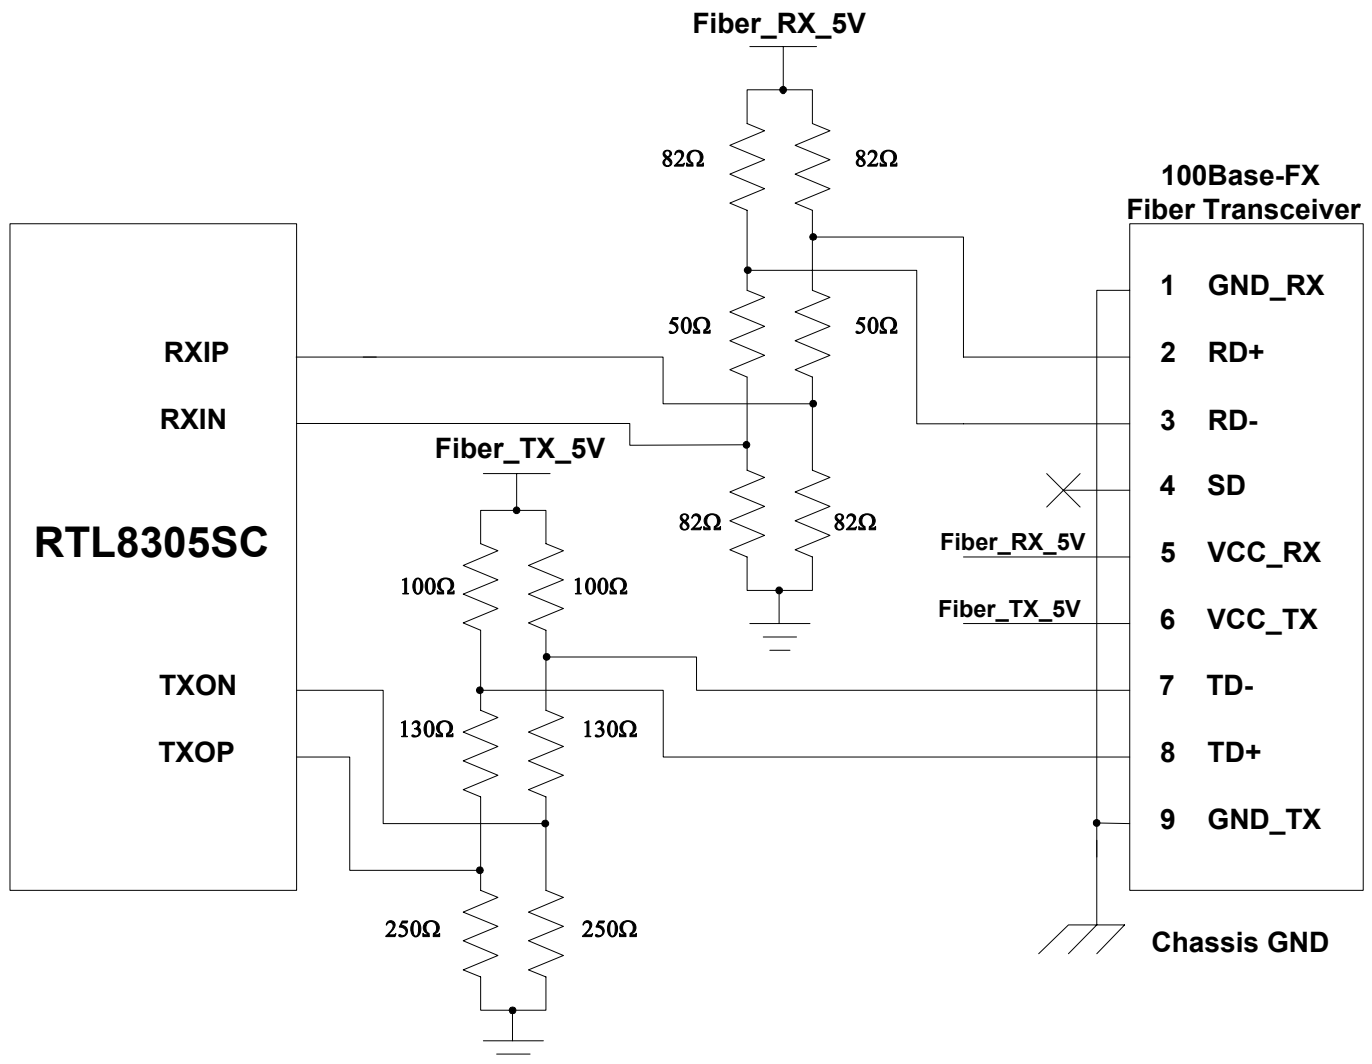 Fiber_RX_5V
82Ω 82Ω
100Base-FX
Fiber Transceiver
1 GND_RX
50Ω 50Ω
RXIP
2 RD+
RXIN
3 RD-
Fiber_TX_5V
4 SD
82Ω 82Ω
RTL8305SC
Fiber_RX_5V
5 VCC_RX
100Ω 100Ω
Fiber_TX_5V
6 VCC_TX
TXON
7 TD-
130Ω 130Ω
TXOP
8 TD+
9 GND_TX
250Ω 250Ω
Chassis GND